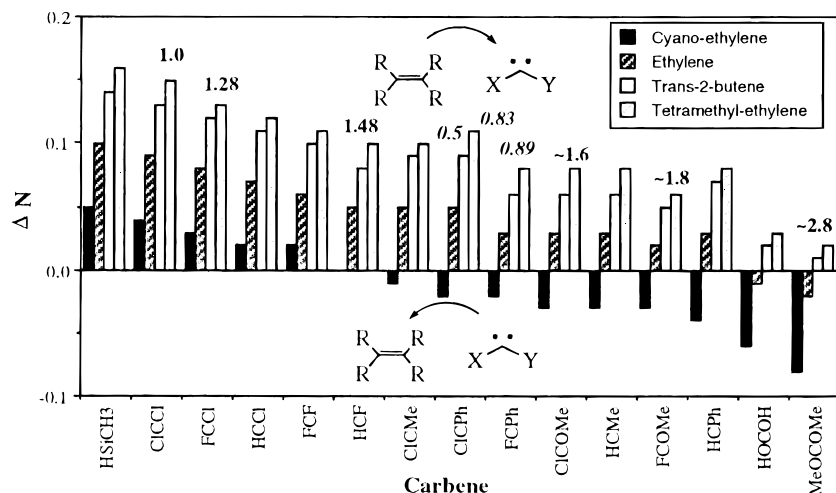 0.2
0.1
0.0
-0.1
Δ N
1.0
1.28
1.48
0.5
0.83
0.89
~1.6
~1.8
~2.8
R R
R R
X Y
Cyano-ethylene
Ethylene
Trans-2-butene
Tetramethyl-ethylene
R R
R R
X Y
HSiCH3
ClCCl
FCCl
HCCl
FCF
HCF
ClCMe
ClCPh
FCPh
ClCOMe
HCMe
FCOMe
HCPh
HOCOH
MeOCOMe
Carbene